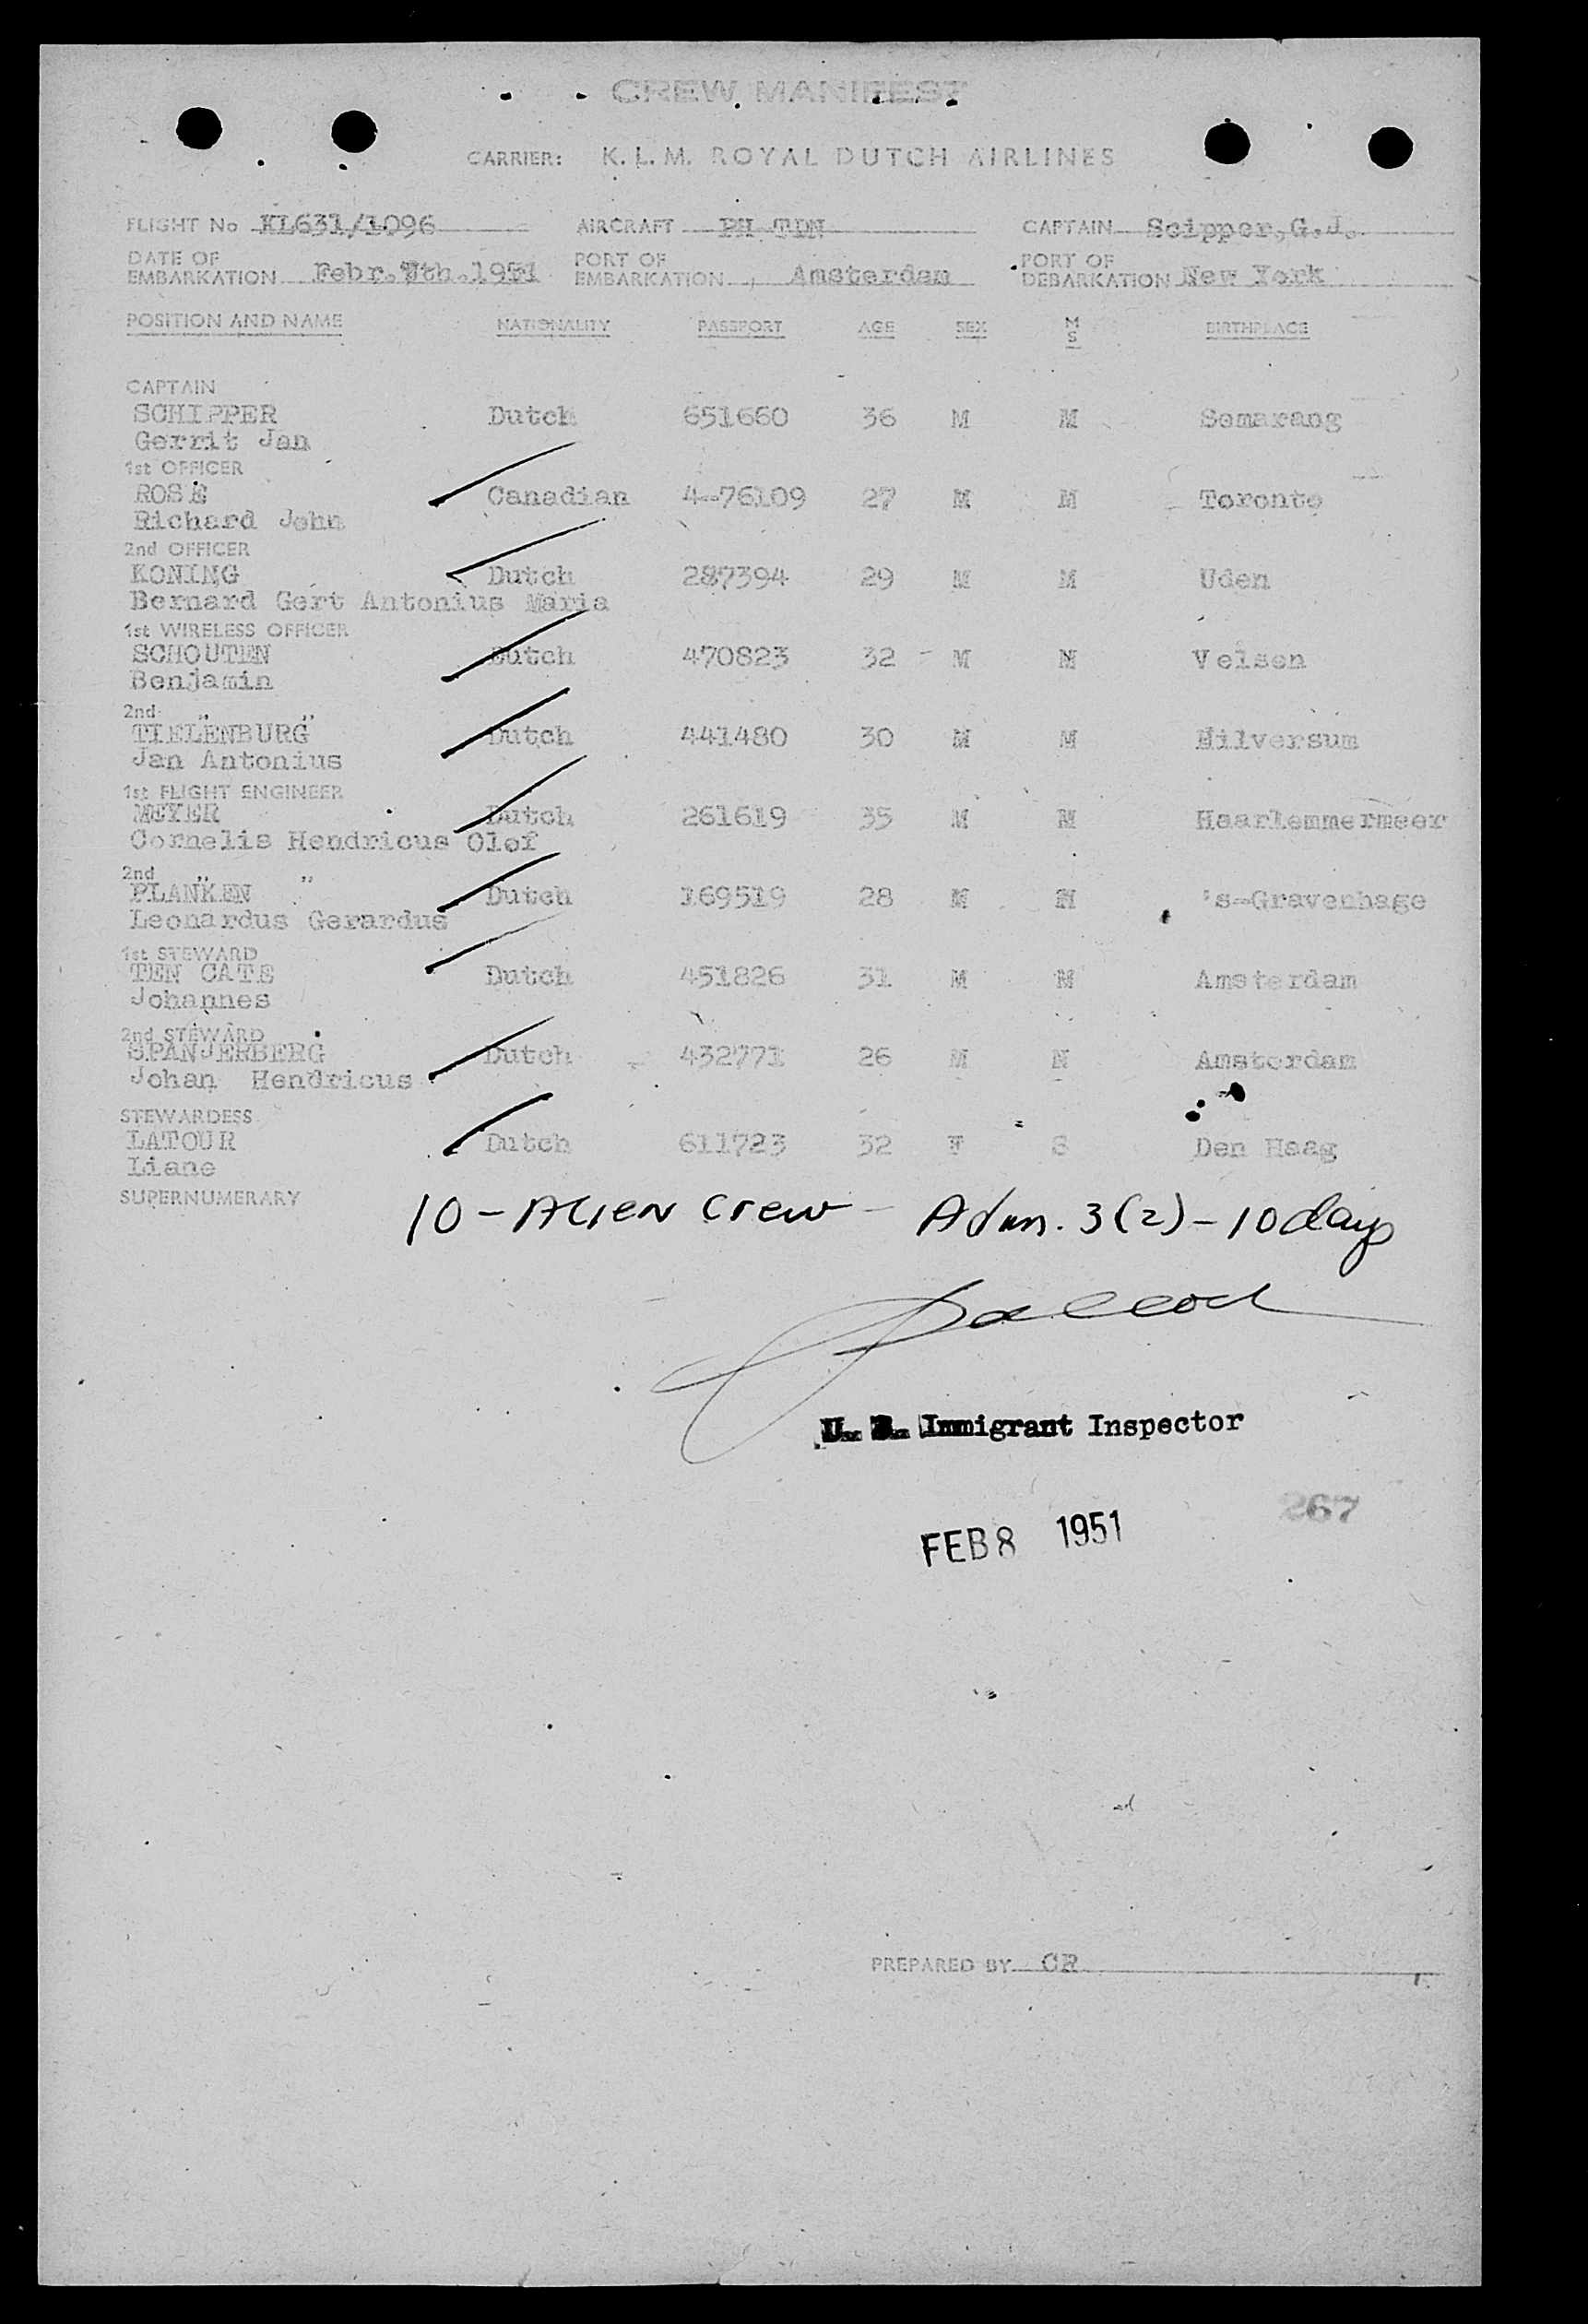 CREW MANIFEST
CARRIER: K. L. M. ROYAL DUTCH AIRLINES
FLIGHT No KL631/1096 AIRCRAFT PH TDN CAPTAIN Scipper, G.J.
DATE OF EMBARKATION Febr. 7th. 1951 PORT OF EMBARKATION Amsterdam PORT OF DEBARKATION New York
POSITION AND NAME NATIONALITY PASSPORT AGE SEX M S BIRTHPLACE
CAPTAIN
SCHIPPER Dutch 651660 36 M M Semarang
Gerrit Jan
1st OFFICER
ROSE Canadian 4--76109 27 M M Toronto
Richard John
2nd OFFICER
KONING Dutch 287394 29 M M Uden
Bernard Gert Antonius Maria
1st WIRELESS OFFICER
SCHOUTEN Dutch 470823 32 M M Velsen
Benjamin
2nd " "
TIELENBURG Dutch 441480 30 M M Hilversum
Jan Antonius
1st FLIGHT ENGINEER
MEYER Dutch 261619 35 M M Haarlemmermeer
Cornelis Hendricus Olof
2nd " "
PLANKEN Dutch 169519 28 M M 's-Gravenhage
Leonardus Gerardus
1st STEWARD
TEN CATE Dutch 451826 31 M M Amsterdam
Johannes
2nd STEWARD
SPANJERBERG Dutch 432771 26 M M Amsterdam
Johan Hendricus
STEWARDESS
LATOUR Dutch 611723 32 F S Den Haag
Liane
SUPERNUMERARY
10 - Alien Crew - Adm. 3(2) - 10 days
U. S. Immigrant Inspector
267
FEB 8 1951
PREPARED BY CR